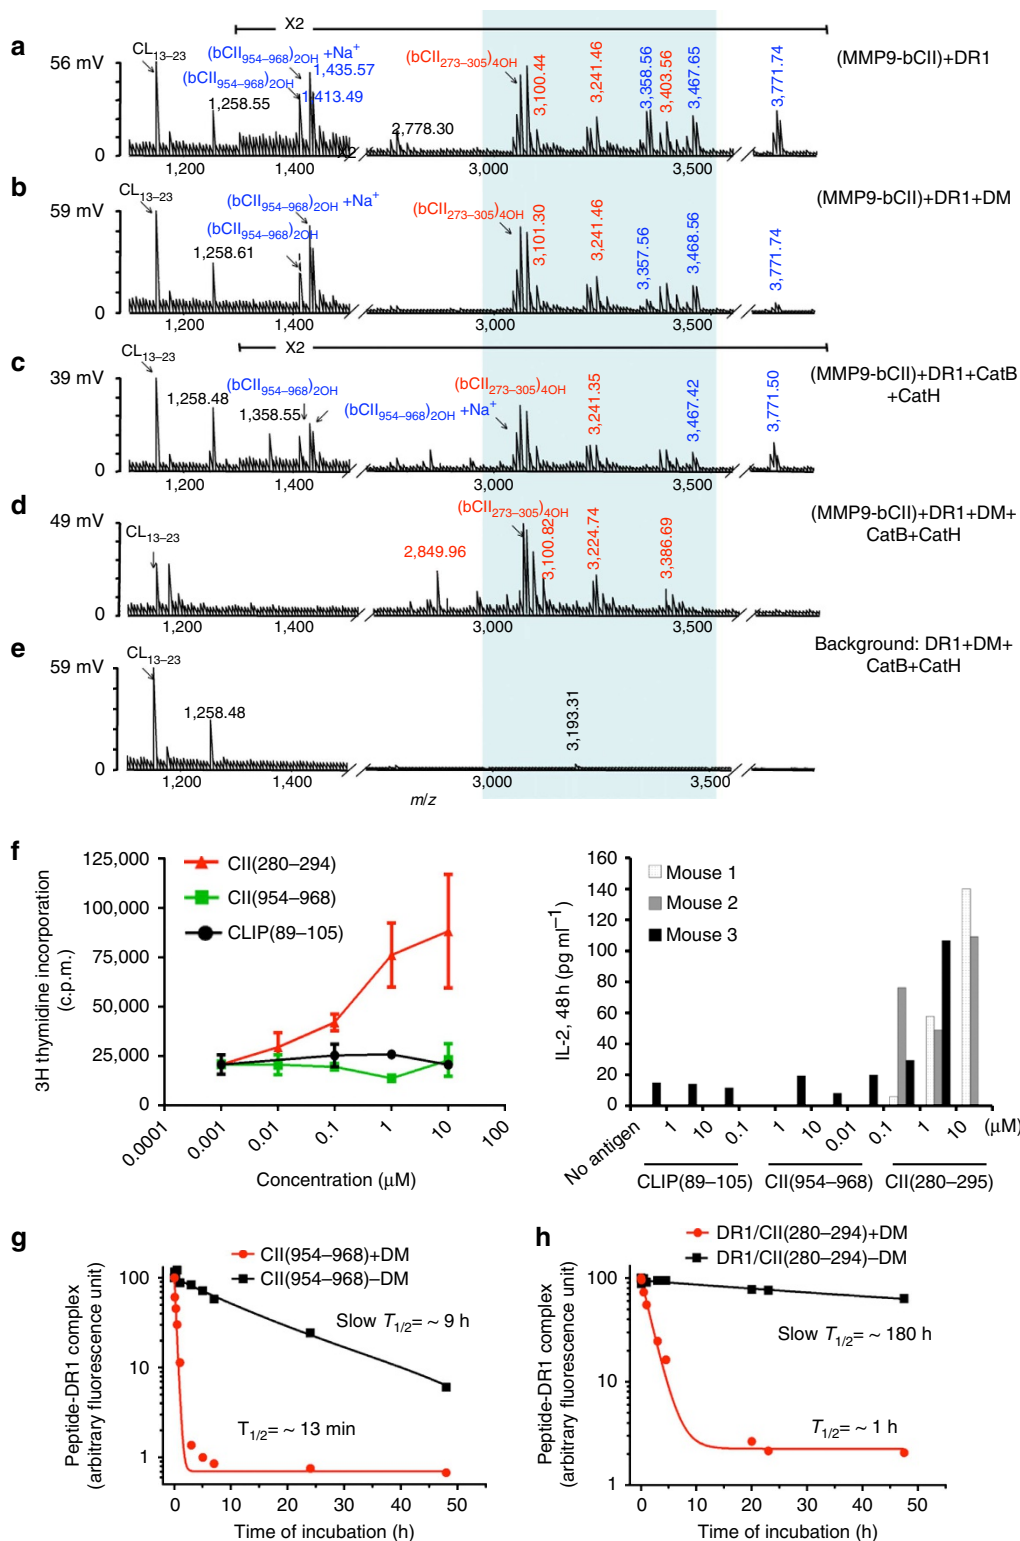 a
X2
56 mV
0
CL13–23
1,258.55
(bCII954–968)2OH +Na+
(bCII954–968)2OH
1,435.57
1,413.49
X2
2,778.30
(bCII273–305)4OH
3,100.44
3,241.46
3,358.56
3,403.56
3,467.65
3,771.74
(MMP9-bCII)+DR1
1,200
1,400
3,000
3,500
b
59 mV
0
CL13–23
1,258.61
(bCII954–968)2OH +Na+
(bCII954–968)2OH
(bCII273–305)4OH
3,101.30
3,241.46
3,357.56
3,468.56
3,771.74
(MMP9-bCII)+DR1+DM
1,200
1,400
3,000
3,500
X2
c
39 mV
0
CL13–23
1,258.48
1,358.55
(bCII954–968)2OH
(bCII954–968)2OH +Na+
(bCII273–305)4OH
3,241.35
3,467.42
3,771.50
(MMP9-bCII)+DR1+CatB
+CatH
1,200
1,400
3,000
3,500
d
49 mV
0
CL13–23
2,849.96
(bCII273–305)4OH
3,100.82
3,224.74
3,386.69
(MMP9-bCII)+DR1+DM+
CatB+CatH
1,200
1,400
3,000
3,500
e
59 mV
0
CL13–23
1,258.48
3,193.31
Background: DR1+DM+
CatB+CatH
1,200
1,400
3,000
3,500
m/z
f
3H thymidine incorporation
(c.p.m.)
125,000
100,000
75,000
50,000
25,000
0
CII(280–294)
CII(954–968)
CLIP(89–105)
0.0001
0.001
0.01
0.1
1
10
100
Concentration (μM)
IL-2, 48 h (pg ml−1)
160
140
120
100
80
60
40
20
0
Mouse 1
Mouse 2
Mouse 3
No antigen
1
10
0.1
1
10
0.01
0.1
1
10
(μM)
CLIP(89–105)
CII(954–968)
CII(280–295)
g
Peptide-DR1 complex
(arbitrary fluorescence unit)
100
10
1
CII(954–968)+DM
CII(954–968)−DM
Slow T1/2= ~ 9 h
T1/2= ~ 13 min
0
10
20
30
40
50
Time of incubation (h)
h
Peptide-DR1 complex
(arbitrary fluorescence unit)
100
10
1
DR1/CII(280–294)+DM
DR1/CII(280–294)−DM
Slow T1/2= ~ 180 h
T1/2= ~ 1 h
0
10
20
30
40
50
Time of incubation (h)